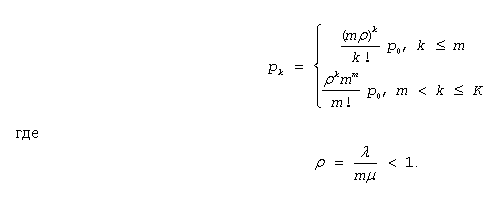 p_k = { (mρ)^k / k! p_0, k ≤ m
ρ^k m^m / m! p_0, m < k ≤ K
где
ρ = λ / mμ < 1.